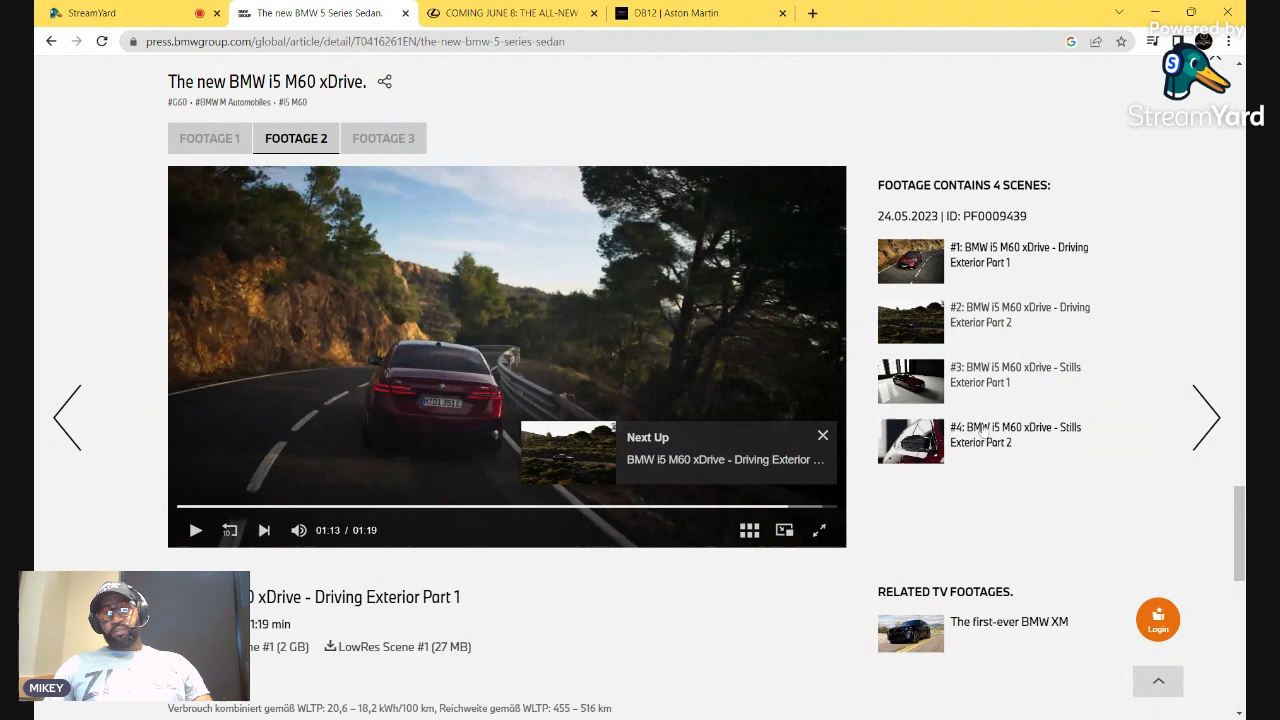 StreamYard
The new BMW 5 Series Sedan.
COMING JUNE 8: THE ALL-NEW
DB12 | Aston Martin
press.bmwgroup.com/global/article/detail/T0416261EN/the-new-bmw-5-series-sedan
Powered by
StreamYard
The new BMW i5 M60 xDrive.
#G60 · #BMW M Automobiles · #i5 M60
FOOTAGE 1
FOOTAGE 2
FOOTAGE 3
FOOTAGE CONTAINS 4 SCENES:
24.05.2023 | ID: PF0009439
#1: BMW i5 M60 xDrive - Driving
Exterior Part 1
#2: BMW i5 M60 xDrive - Driving
Exterior Part 2
#3: BMW i5 M60 xDrive - Stills
Exterior Part 1
#4: BMW i5 M60 xDrive - Stills
Exterior Part 2
Next Up
BMW i5 M60 xDrive - Driving Exterior ...
10
01:13 / 01:19
xDrive - Driving Exterior Part 1
1:19 min
#1 (2 GB)
LowRes Scene #1 (27 MB)
RELATED TV FOOTAGES.
The first-ever BMW XM
Login
MIKEY
Verbrauch kombiniert gemäß WLTP: 20,6 – 18,2 kWh/100 km, Reichweite gemäß WLTP: 455 – 516 km